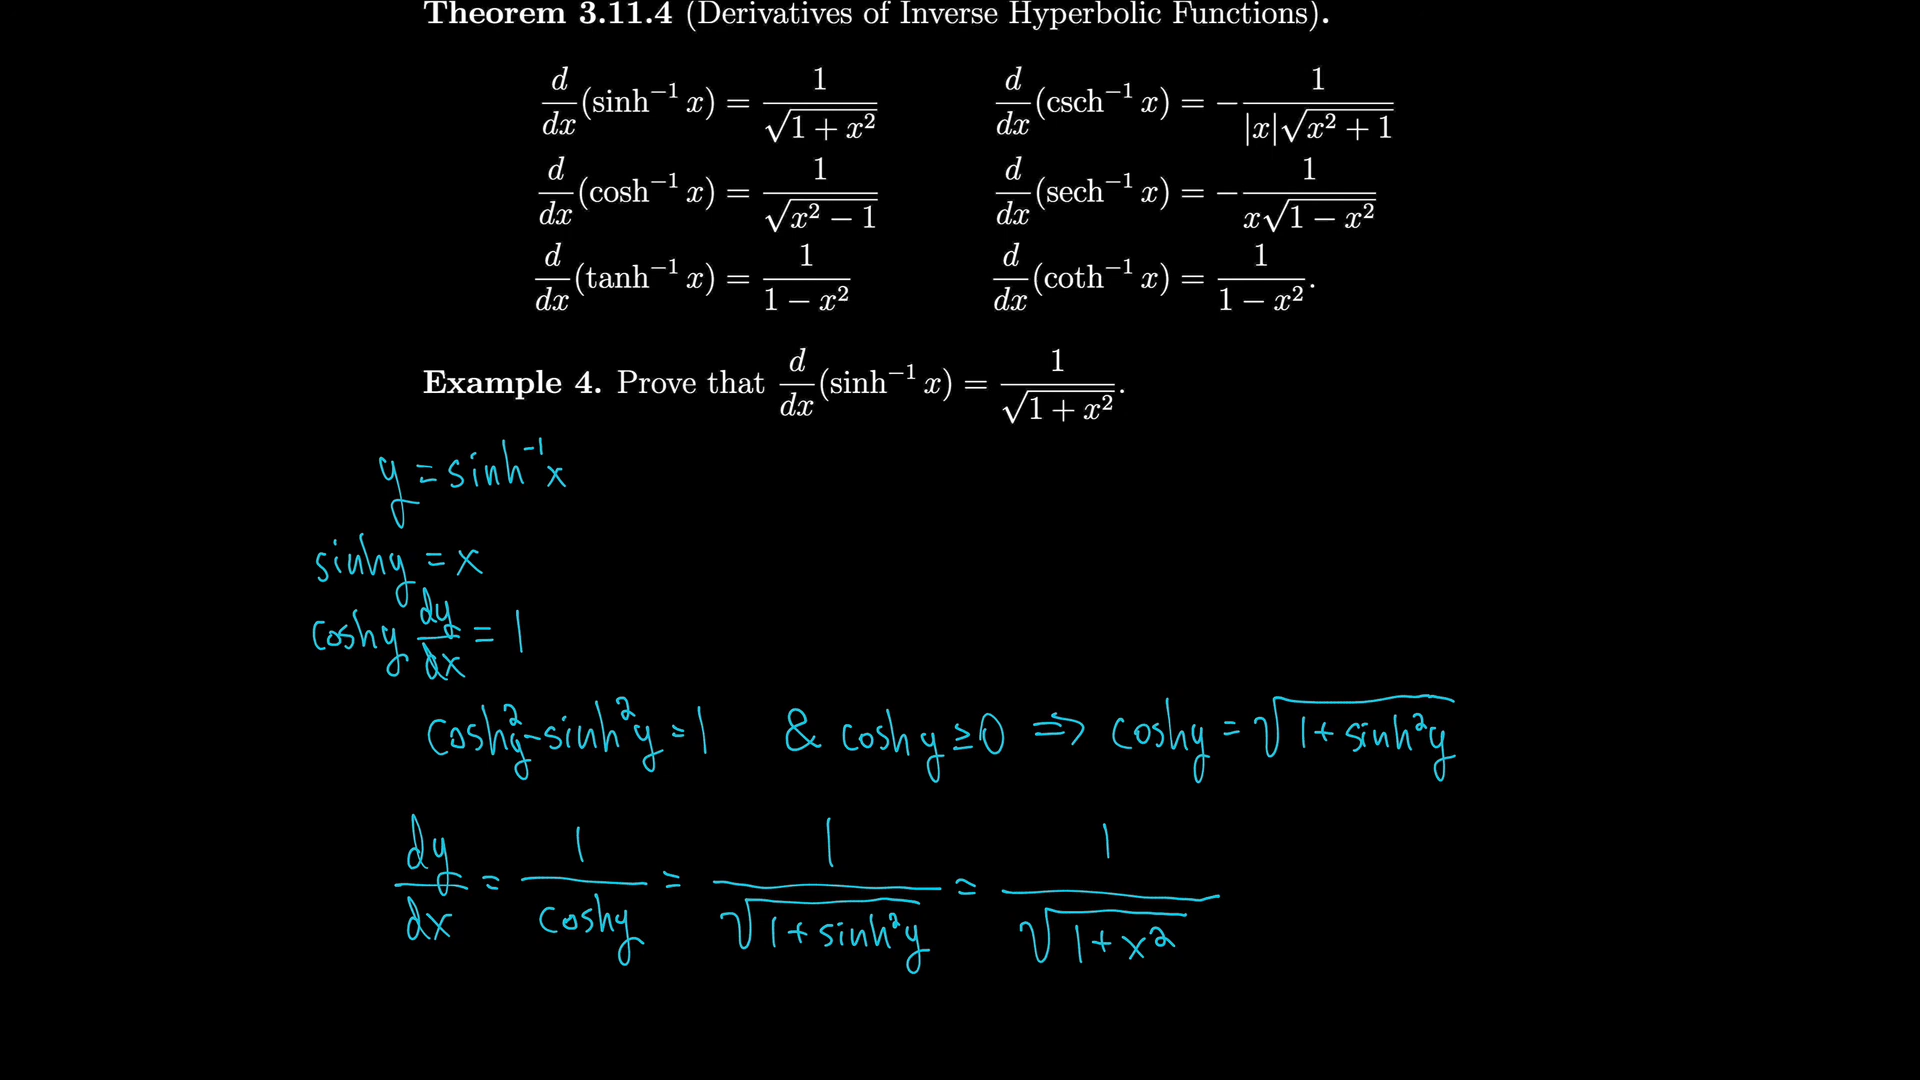 Theorem 3.11.4 (Derivatives of Inverse Hyperbolic Functions).
d/dx (sinh⁻¹ x) = 1/√(1 + x²)    d/dx (csch⁻¹ x) = −1/(|x|√(x² + 1))
d/dx (cosh⁻¹ x) = 1/√(x² − 1)    d/dx (sech⁻¹ x) = −1/(x√(1 − x²))
d/dx (tanh⁻¹ x) = 1/(1 − x²)    d/dx (coth⁻¹ x) = 1/(1 − x²).
Example 4. Prove that d/dx (sinh⁻¹ x) = 1/√(1 + x²).
y = sinh⁻¹x
sinhy = x
coshy dy/dx = 1
cosh²y − sinh²y = 1    & coshy ≥ 0 ⇒ coshy = √(1 + sinh²y)
dy/dx = 1/coshy = 1/√(1 + sinh²y) = 1/√(1 + x²)